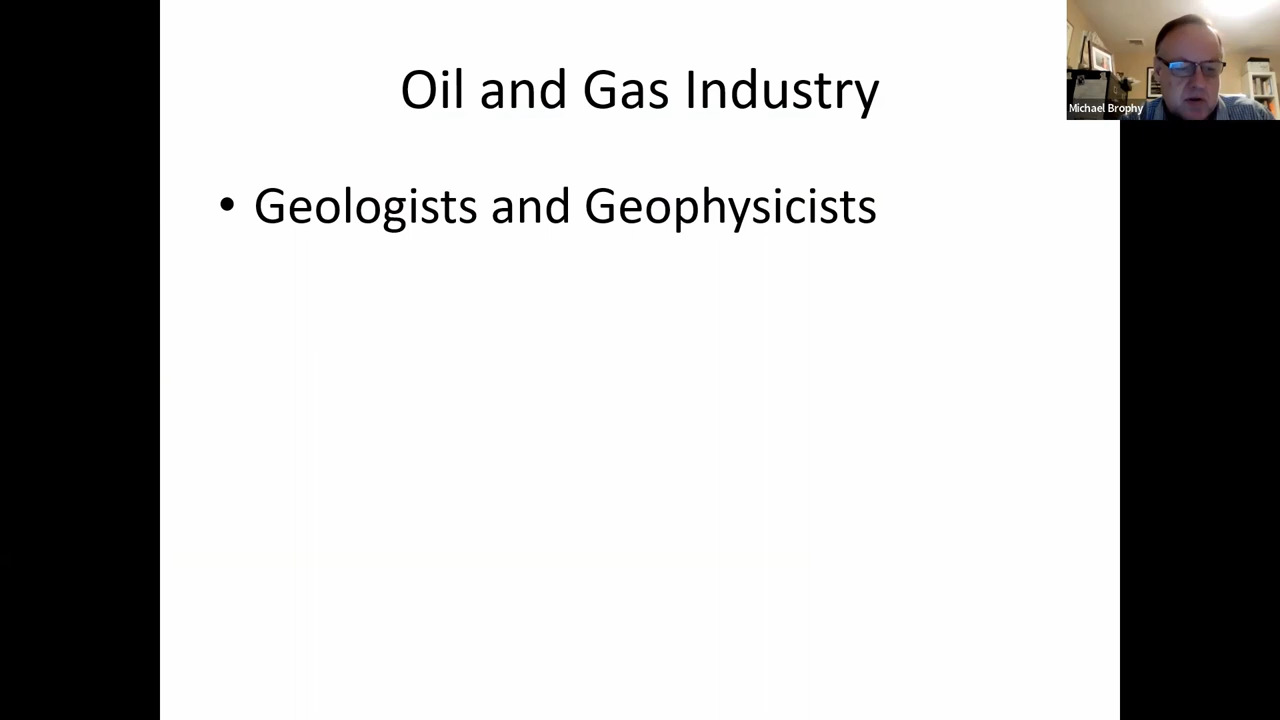 Oil and Gas Industry
Michael Brophy
• Geologists and Geophysicists